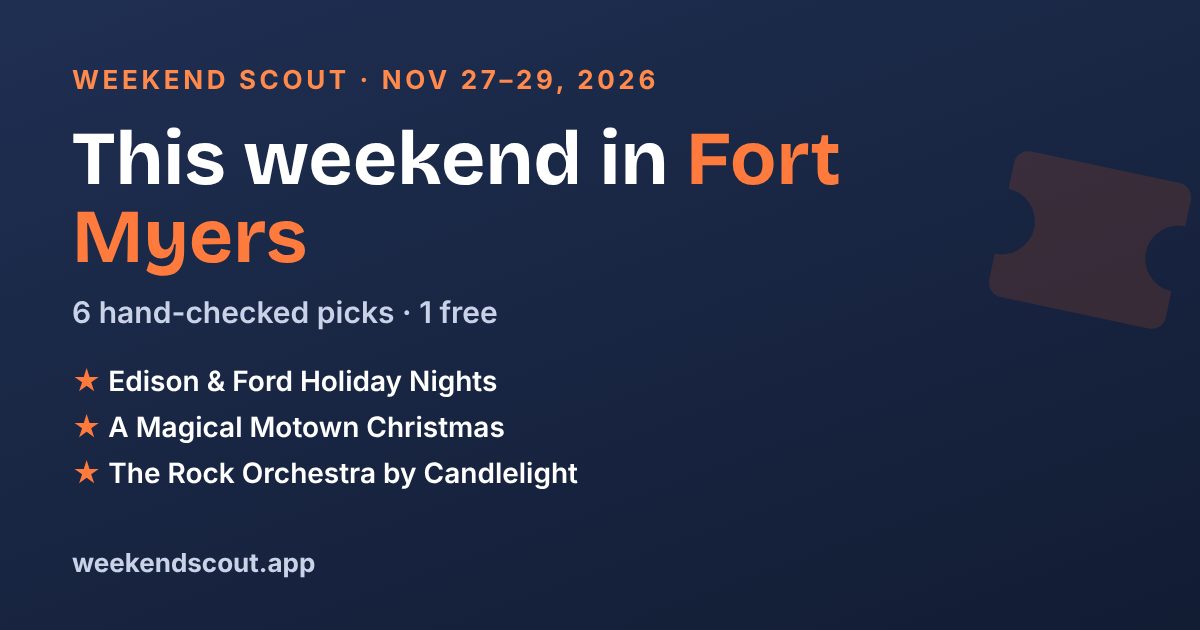 WEEKEND SCOUT · NOV 27–29, 2026
This weekend in Fort
Myers
6 hand-checked picks · 1 free
★ Edison & Ford Holiday Nights
★ A Magical Motown Christmas
★ The Rock Orchestra by Candlelight
weekendscout.app